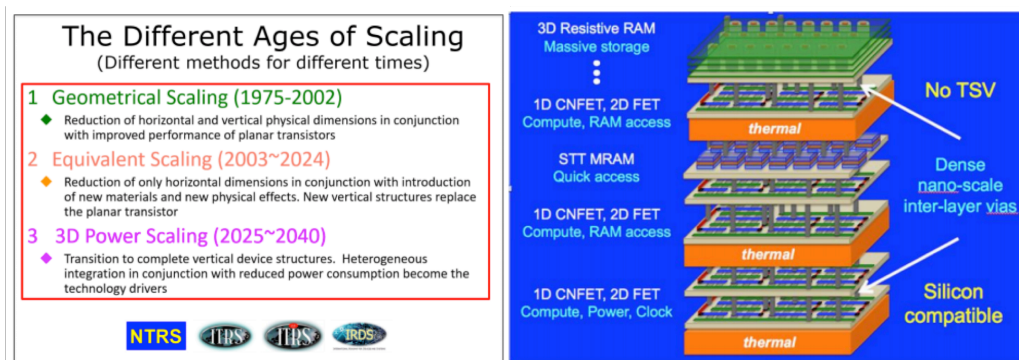 The Different Ages of Scaling
(Different methods for different times)
1 Geometrical Scaling (1975-2002)
Reduction of horizontal and vertical physical dimensions in conjunction
with improved performance of planar transistors
2 Equivalent Scaling (2003~2024)
Reduction of only horizontal dimensions in conjunction with introduction
of new materials and new physical effects. New vertical structures replace
the planar transistor
3 3D Power Scaling (2025~2040)
Transition to complete vertical device structures. Heterogeneous
integration in conjunction with reduced power consumption become the
technology drivers
NTRS
ITRS
ITRS
IRDS
3D Resistive RAM
Massive storage
1D CNFET, 2D FET
Compute, RAM access
thermal
STT MRAM
Quick access
1D CNFET, 2D FET
Compute, RAM access
thermal
1D CNFET, 2D FET
Compute, Power, Clock
thermal
No TSV
Dense
nano-scale
inter-layer vias
Silicon
compatible